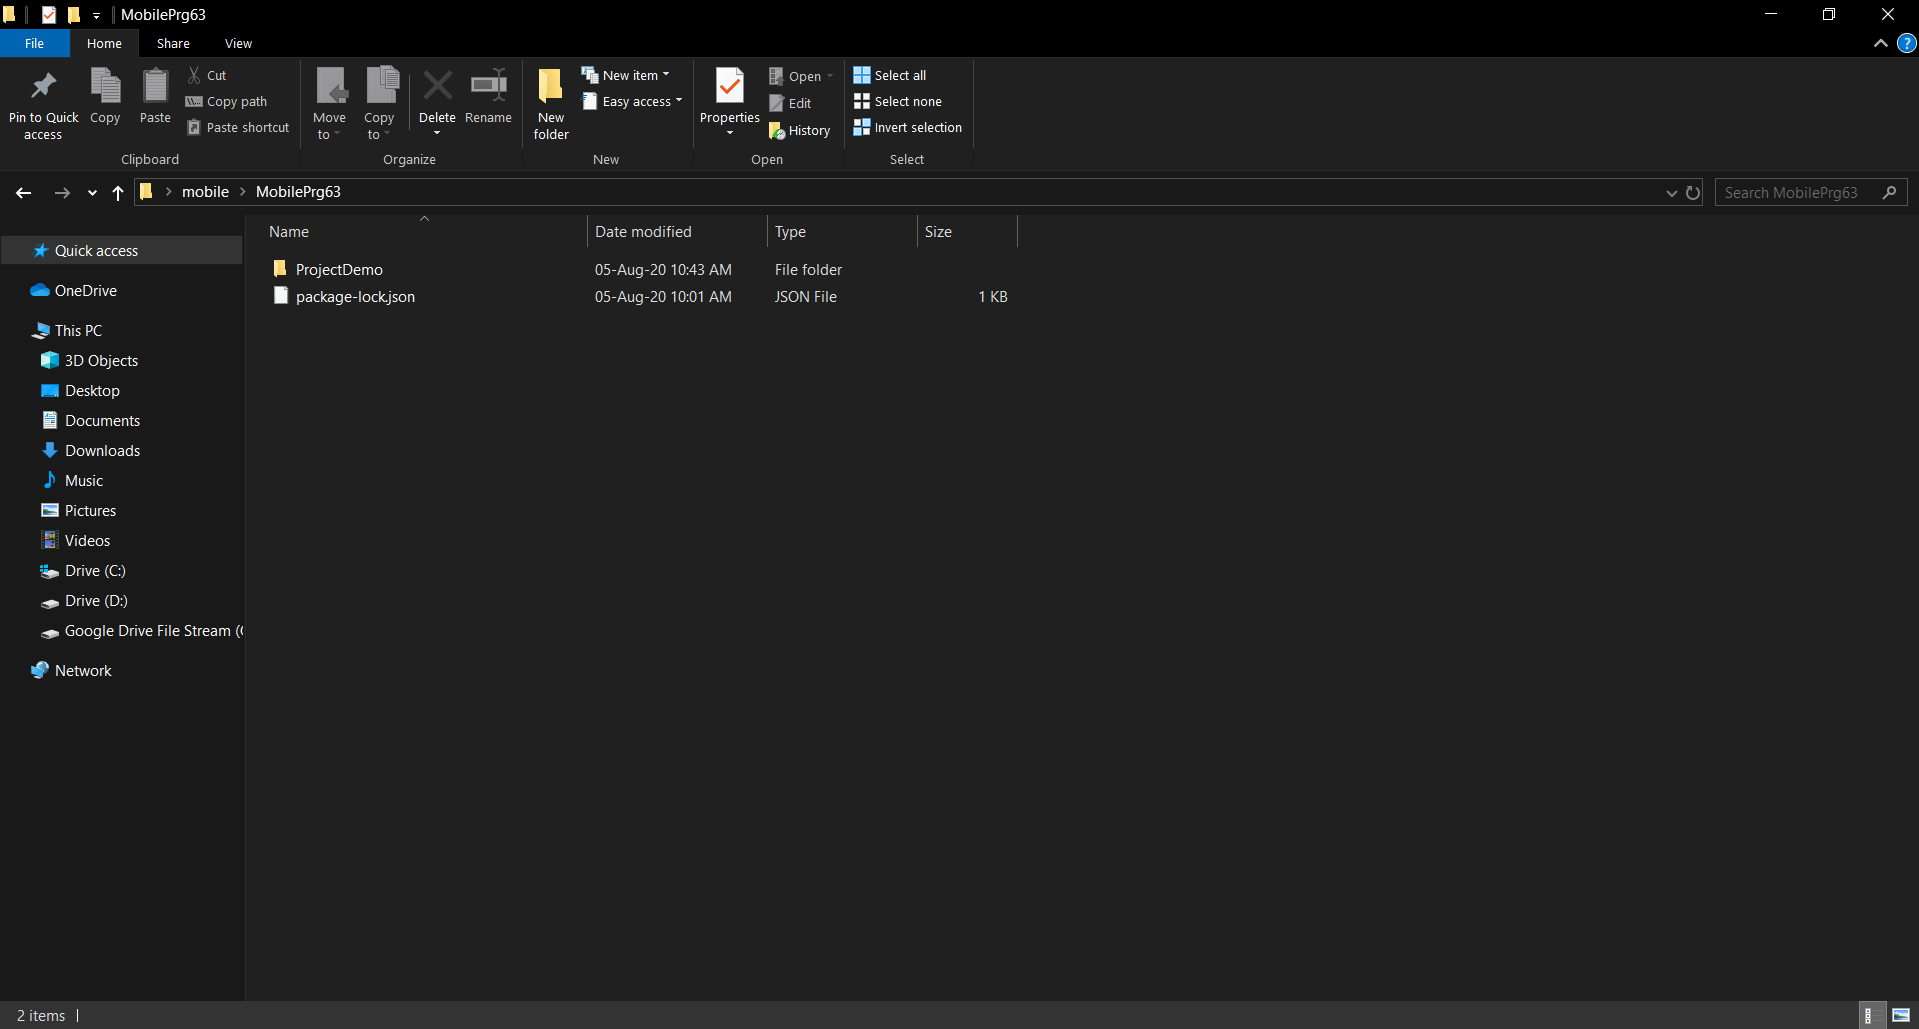 MobilePrg63
File Home Share View
Pin to Quick access
Copy
Paste
Cut
Copy path
Paste shortcut
Clipboard
Move to
Copy to
Delete
Rename
Organize
New folder
New item
Easy access
New
Properties
Open
Edit
History
Open
Select all
Select none
Invert selection
Select
mobile > MobilePrg63
Search MobilePrg63
Quick access
OneDrive
This PC
3D Objects
Desktop
Documents
Downloads
Music
Pictures
Videos
Drive (C:)
Drive (D:)
Google Drive File Stream (
Network
Name Date modified Type Size
ProjectDemo 05-Aug-20 10:43 AM File folder
package-lock.json 05-Aug-20 10:01 AM JSON File 1 KB
2 items